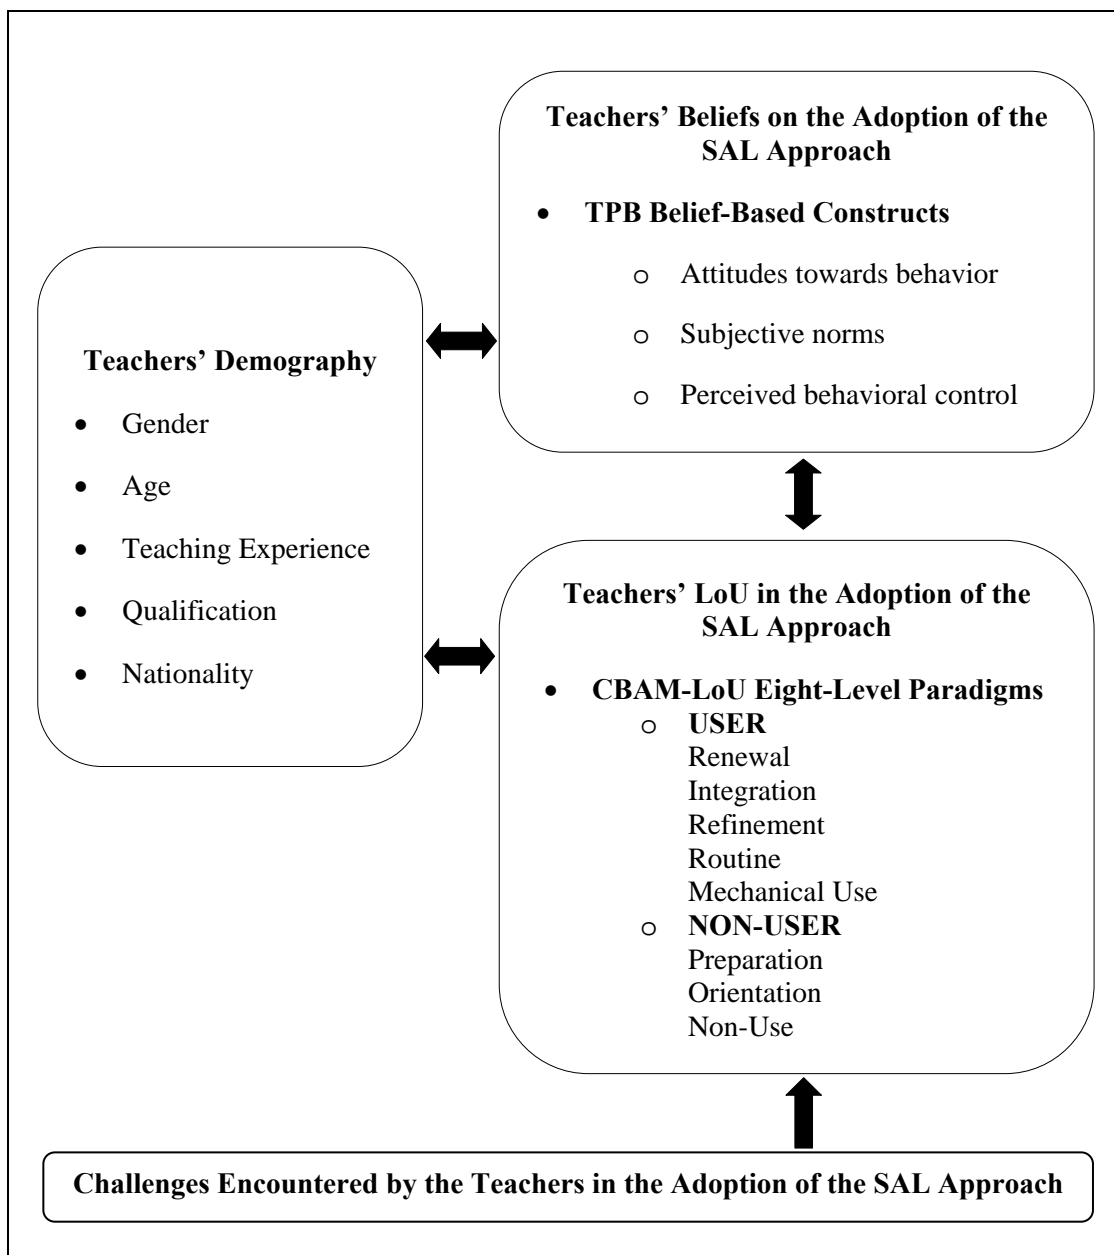 Teachers’ Beliefs on the Adoption of the
SAL Approach
• TPB Belief-Based Constructs
o Attitudes towards behavior
o Subjective norms
o Perceived behavioral control
Teachers’ Demography
• Gender
• Age
• Teaching Experience
• Qualification
• Nationality
Teachers’ LoU in the Adoption of the
SAL Approach
• CBAM-LoU Eight-Level Paradigms
o USER
Renewal
Integration
Refinement
Routine
Mechanical Use
o NON-USER
Preparation
Orientation
Non-Use
Challenges Encountered by the Teachers in the Adoption of the SAL Approach